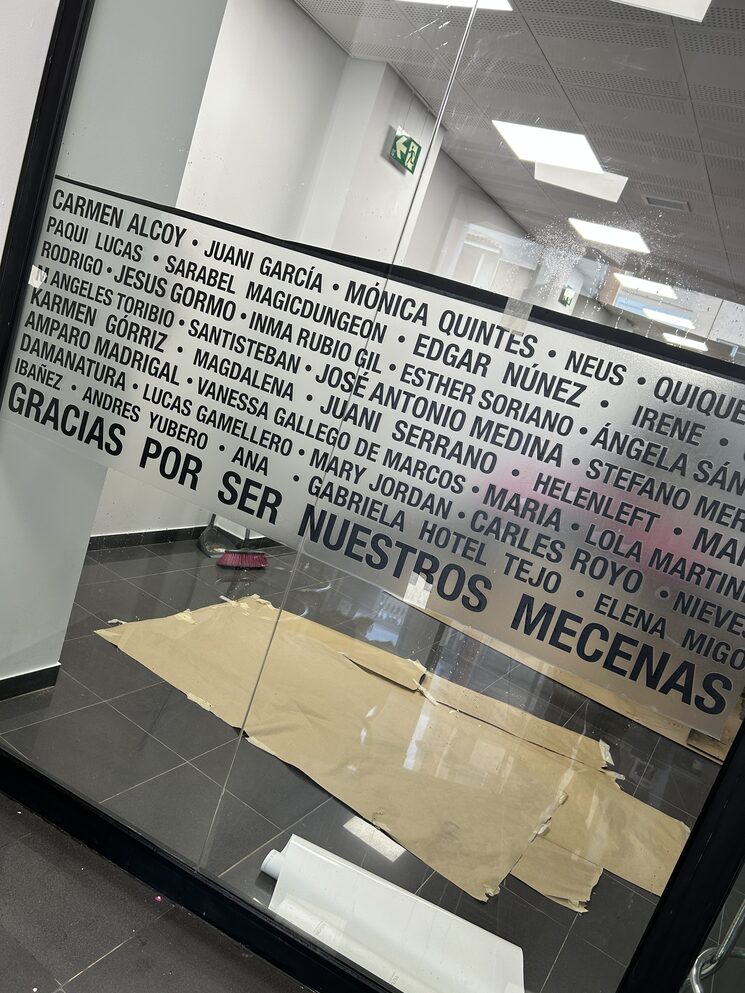 CARMEN ALCOY · JUANI GARCÍA · MÓNICA QUINTES · NEUS · QUIQUE
PAQUI LUCAS · SARABEL MAGICDUNGEON · EDGAR NÚNEZ · IRENE ·
RODRIGO · JESUS GORMO · INMA RUBIO GIL · ESTHER SORIANO · ÁNGELA SÁN
Mª ANGELES TORIBIO · SANTISTEBAN · JOSÉ ANTONIO MEDINA · STEFANO MER
KARMEN GÓRRIZ · MAGDALENA · JUANI SERRANO · HELENLEFT ·
AMPARO MADRIGAL · VANESSA GALLEGO DE MARCOS · MARIA · LOLA MARTIN
DAMANATURA · LUCAS GAMELLERO · MARY JORDAN · CARLES ROYO · NIEVES
IBAÑEZ · ANDRES YUBERO · ANA · GABRIELA HOTEL TEJO · ELENA MIGO
GRACIAS POR SER NUESTROS MECENAS